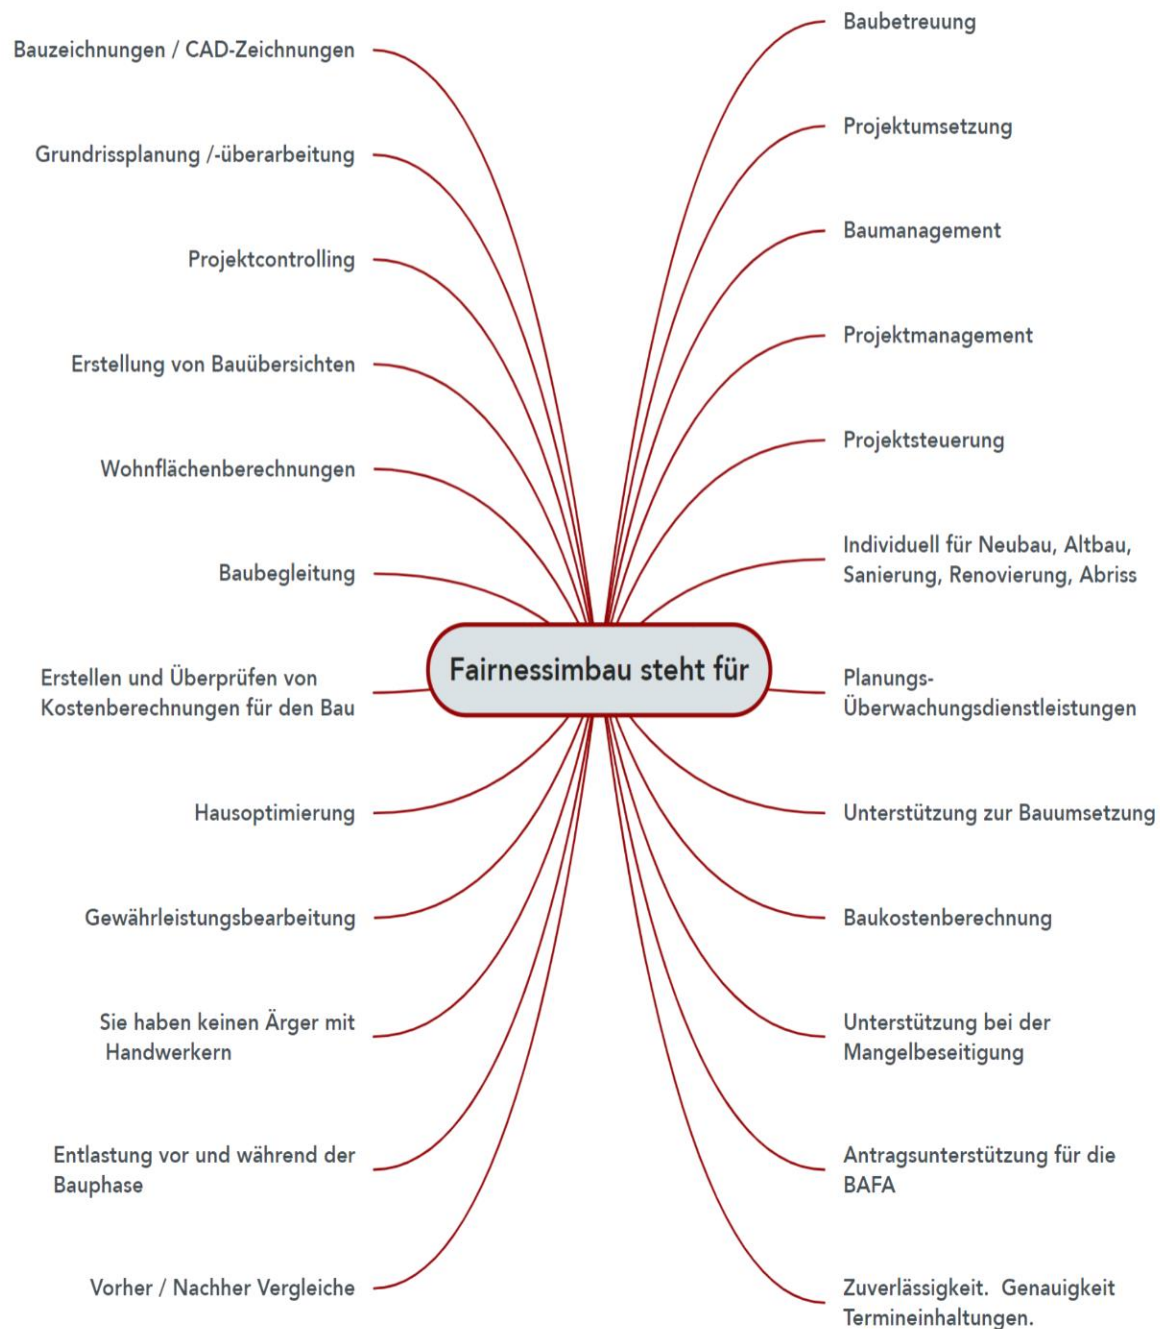 Bauzeichnungen / CAD-Zeichnungen
Grundrissplanung /-überarbeitung
Projektcontrolling
Erstellung von Bauübersichten
Wohnflächenberechnungen
Baubegleitung
Erstellen und Überprüfen von
Kostenberechnungen für den Bau
Hausoptimierung
Gewährleistungsbearbeitung
Sie haben keinen Ärger mit
Handwerkern
Entlastung vor und während der
Bauphase
Vorher / Nachher Vergleiche
Fairnessimbau steht für
Baubetreuung
Projektumsetzung
Baumanagement
Projektmanagement
Projektsteuerung
Individuell für Neubau, Altbau,
Sanierung, Renovierung, Abriss
Planungs-
Überwachungsdienstleistungen
Unterstützung zur Bauumsetzung
Baukostenberechnung
Unterstützung bei der
Mangelbeseitigung
Antragsunterstützung für die
BAFA
Zuverlässigkeit.  Genauigkeit
Termineinhaltungen.